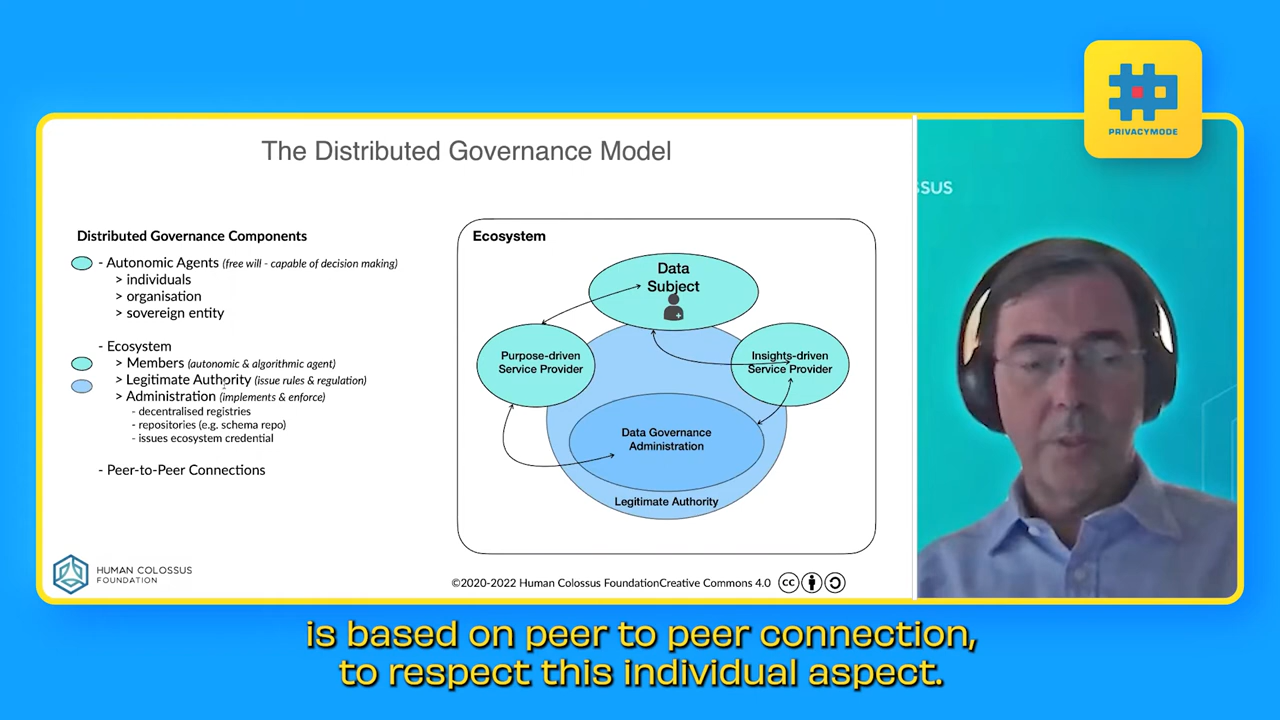 PRIVACYMODE
The Distributed Governance Model
SSUS
Distributed Governance Components
- Autonomic Agents (free will - capable of decision making)
> individuals
> organisation
> sovereign entity
- Ecosystem
> Members (autonomic & algorithmic agent)
> Legitimate Authority (issue rules & regulation)
> Administration (implements & enforce)
- decentralised registries
- repositories (e.g. schema repo)
- issues ecosystem credential
- Peer-to-Peer Connections
Ecosystem
Data
Subject
Purpose-driven
Service Provider
Insights-driven
Service Provider
Data Governance
Administration
Legitimate Authority
HUMAN COLOSSUS
FOUNDATION
©2020-2022 Human Colossus FoundationCreative Commons 4.0
cc
is based on peer to peer connection,
to respect this individual aspect.